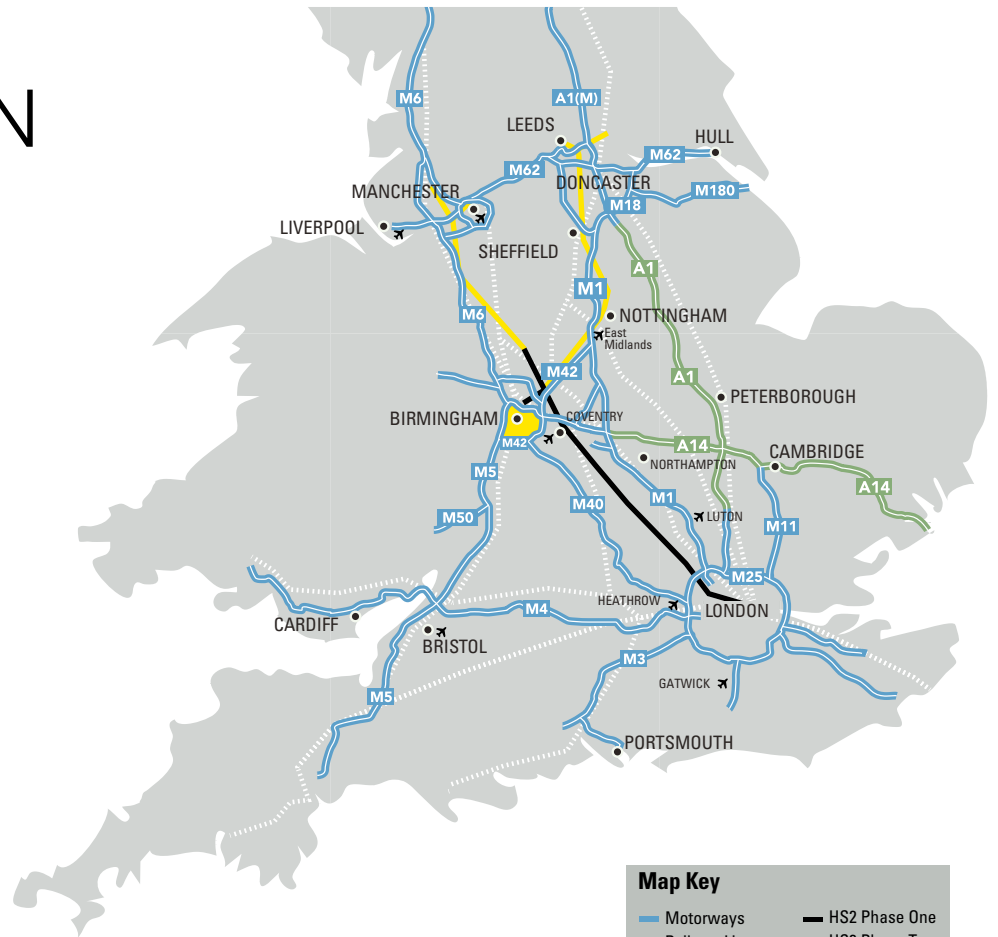 N
M6
A1(M)
LEEDS
HULL
M62
M62
DONCASTER
M180
MANCHESTER
M18
LIVERPOOL
SHEFFIELD
A1
M1
M6
NOTTINGHAM
East
Midlands
M42
A1
PETERBOROUGH
BIRMINGHAM
COVENTRY
M42
A14
CAMBRIDGE
NORTHAMPTON
M5
A14
M1
M40
M50
LUTON
M11
M25
HEATHROW
LONDON
M4
CARDIFF
BRISTOL
M3
GATWICK
M5
PORTSMOUTH
Map Key
Motorways
HS2 Phase One